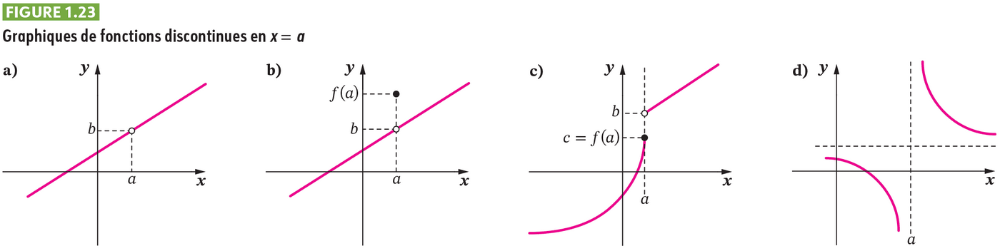 FIGURE 1.23
Graphiques de fonctions discontinues en x = a
a)
y
b
a
x
b)
y
f(a)
b
a
x
c)
y
b
c = f(a)
a
x
d)
y
x
a